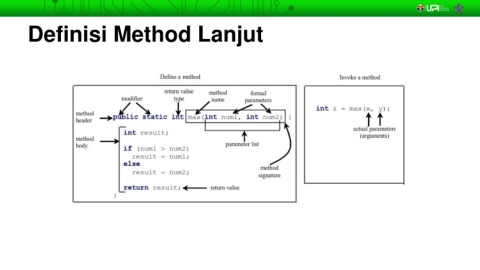 UPI
Definisi Method Lanjut
Define a method
Invoke a method
modifier
return value
type
method
name
formal
parameters
method
header
public static int max(int num1, int num2) {
method
body
int result;
parameter list
if (num1 > num2)
result = num1;
else
result = num2;
method
signature
return result;
return value
}
int z = max(x, y);
actual parameters
(arguments)